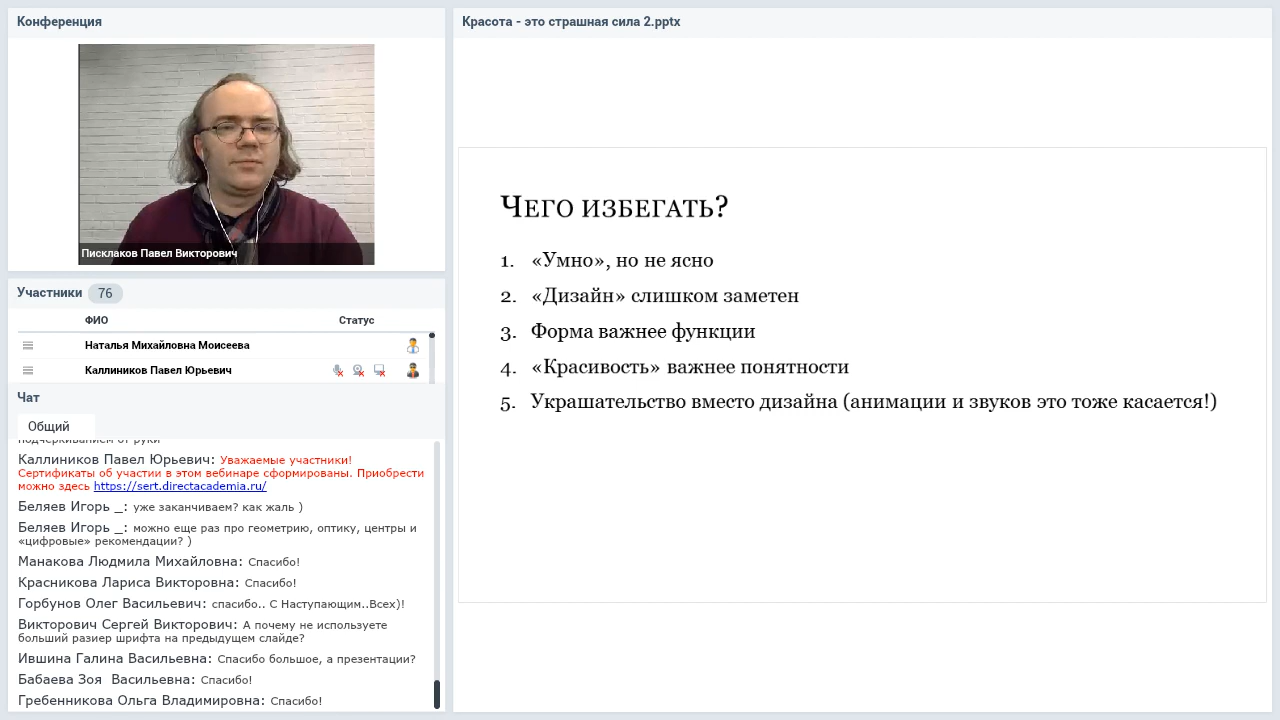 Конференция
Писклаков Павел Викторович
Участники 76
ФИО Статус
Наталья Михайловна Моисеева
Каллиников Павел Юрьевич
Чат
Общий
подчеркиванием от руки
Каллиников Павел Юрьевич: Уважаемые участники!
Сертификаты об участии в этом вебинаре сформированы. Приобрести
можно здесь https://sert.directacademia.ru/
Беляев Игорь _: уже заканчиваем? как жаль )
Беляев Игорь _: можно еще раз про геометрию, оптику, центры и
«цифровые» рекомендации? )
Манакова Людмила Михайловна: Спасибо!
Красникова Лариса Викторовна: Спасибо!
Горбунов Олег Васильевич: спасибо.. С Наступающим..Всех)!
Викторович Сергей Викторович: А почему не используете
больший размер шрифта на предыдущем слайде?
Ившина Галина Васильевна: Спасибо большое, а презентации?
Бабаева Зоя Васильевна: Спасибо!
Гребенникова Ольга Владимировна: Спасибо!
Красота - это страшная сила 2.pptx
Чего избегать?
1. «Умно», но не ясно
2. «Дизайн» слишком заметен
3. Форма важнее функции
4. «Красивость» важнее понятности
5. Украшательство вместо дизайна (анимации и звуков это тоже касается!)